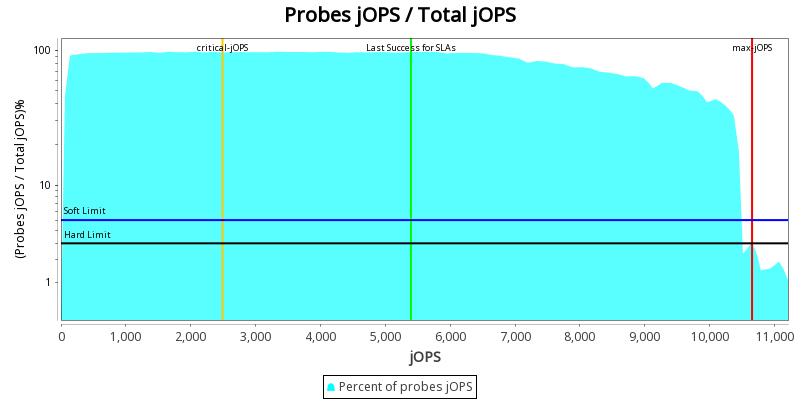 Probes jOPS / Total jOPS
(Probes jOPS / Total jOPS)%
100
10
1
critical-jOPS
Last Success for SLAs
max-jOPS
Soft Limit
Hard Limit
0 1,000 2,000 3,000 4,000 5,000 6,000 7,000 8,000 9,000 10,000 11,000
jOPS
Percent of probes jOPS